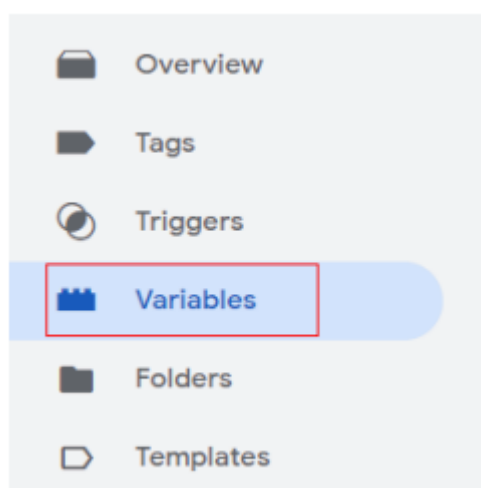 Overview
Tags
Triggers
Variables
Folders
Templates